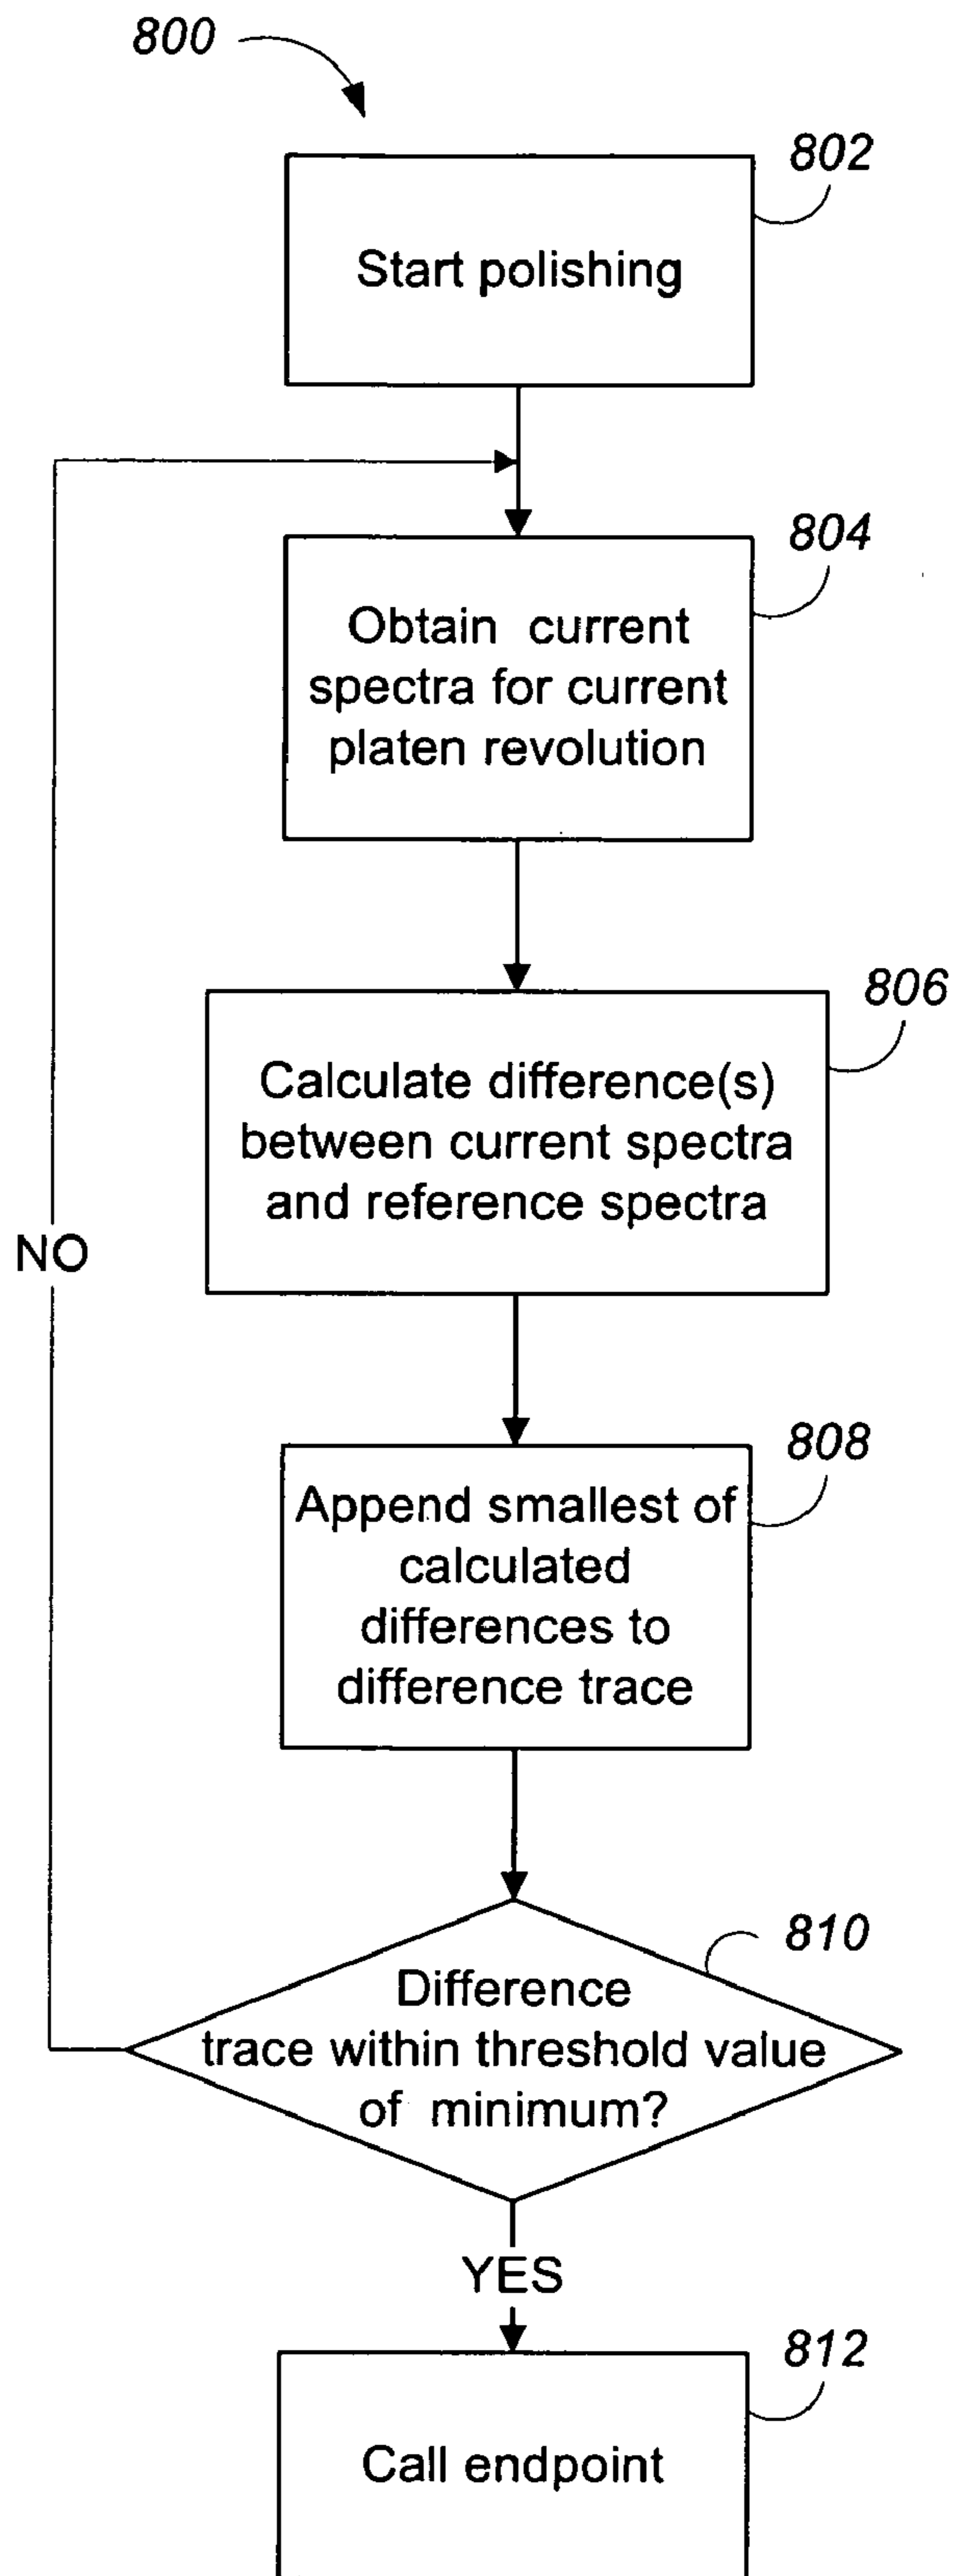 800
802
Start polishing
804
Obtain current
spectra for current
platen revolution
806
Calculate difference(s)
between current spectra
and reference spectra
NO
808
Append smallest of
calculated
differences to
difference trace
810
Difference
trace within threshold value
of minimum?
YES
812
Call endpoint